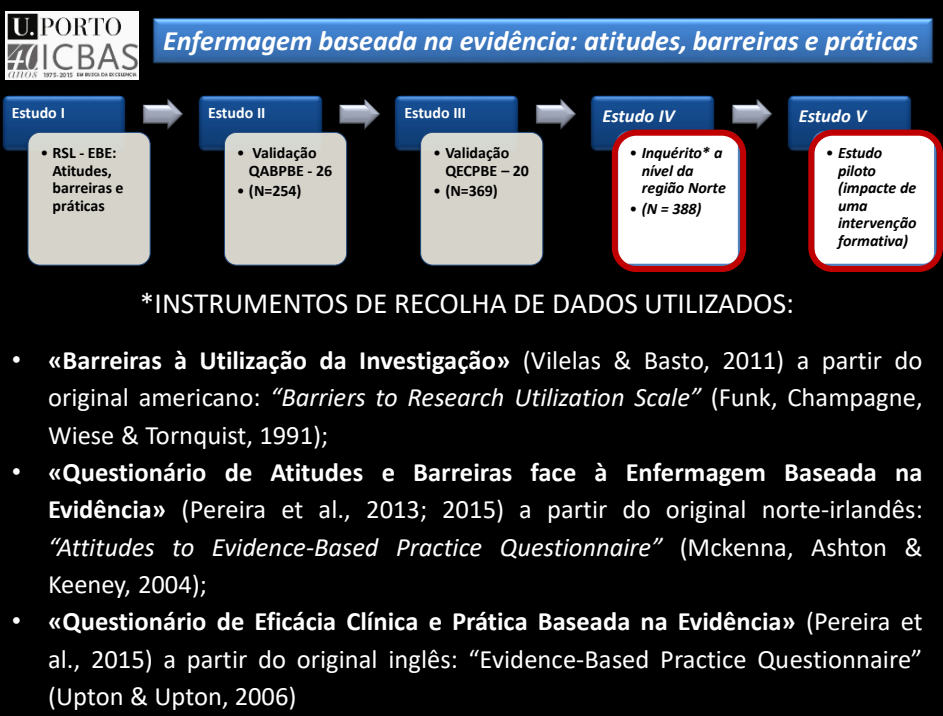 U. PORTO
ICBAS
anos 1975-2015 EM BUSCA DA EXCELÊNCIA
Enfermagem baseada na evidência: atitudes, barreiras e práticas
Estudo I
• RSL - EBE:
Atitudes,
barreiras e
práticas
Estudo II
• Validação
QABPBE - 26
• (N=254)
Estudo III
• Validação
QECPBE – 20
• (N=369)
Estudo IV
• Inquérito* a
nível da
região Norte
• (N = 388)
Estudo V
• Estudo
piloto
(impacte de
uma
intervenção
formativa)
*INSTRUMENTOS DE RECOLHA DE DADOS UTILIZADOS:
• «Barreiras à Utilização da Investigação» (Vilelas & Basto, 2011) a partir do
original americano: “Barriers to Research Utilization Scale” (Funk, Champagne,
Wiese & Tornquist, 1991);
• «Questionário de Atitudes e Barreiras face à Enfermagem Baseada na
Evidência» (Pereira et al., 2013; 2015) a partir do original norte-irlandês:
“Attitudes to Evidence-Based Practice Questionnaire” (Mckenna, Ashton &
Keeney, 2004);
• «Questionário de Eficácia Clínica e Prática Baseada na Evidência» (Pereira et
al., 2015) a partir do original inglês: “Evidence-Based Practice Questionnaire”
(Upton & Upton, 2006)